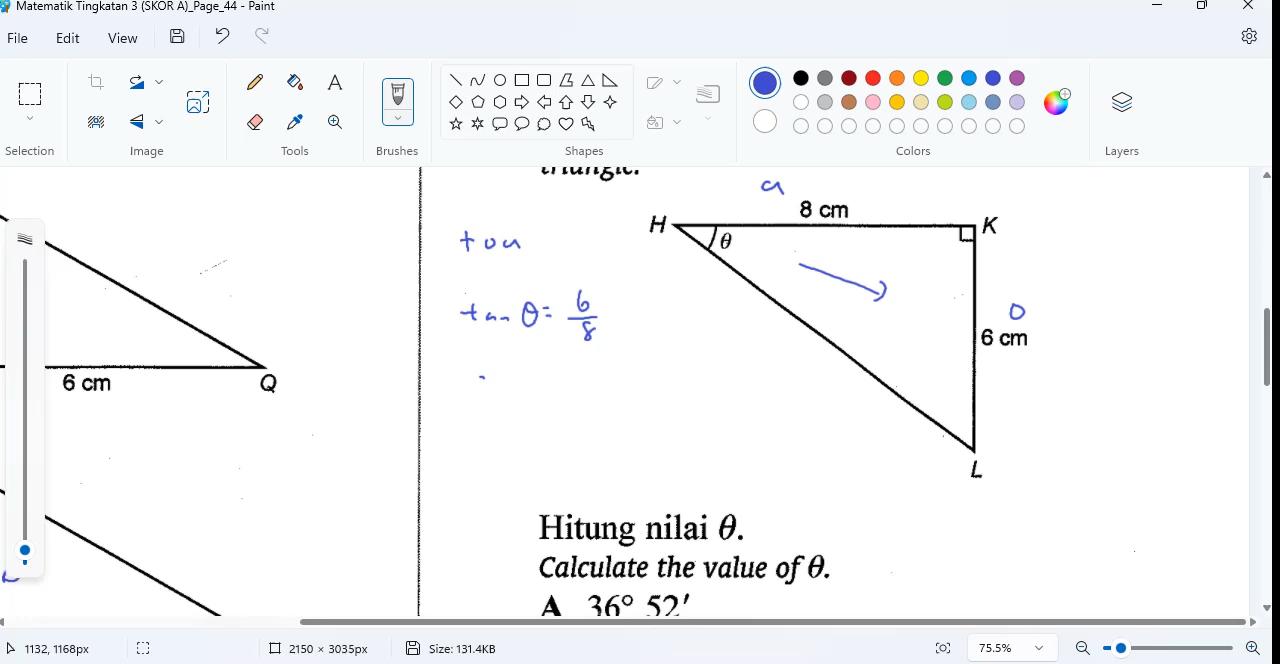 Matematik Tingkatan 3 (SKOR A)_Page_44 - Paint
File Edit View
Selection Image Tools Brushes Shapes Colors Layers
triangle.
a
8 cm
H θ K
toa
tan θ = 6/8
O
6 cm
L
6 cm
Q
Hitung nilai θ.
Calculate the value of θ.
A 36° 52′
1132, 1168px 2150 × 3035px Size: 131.4KB 75.5%